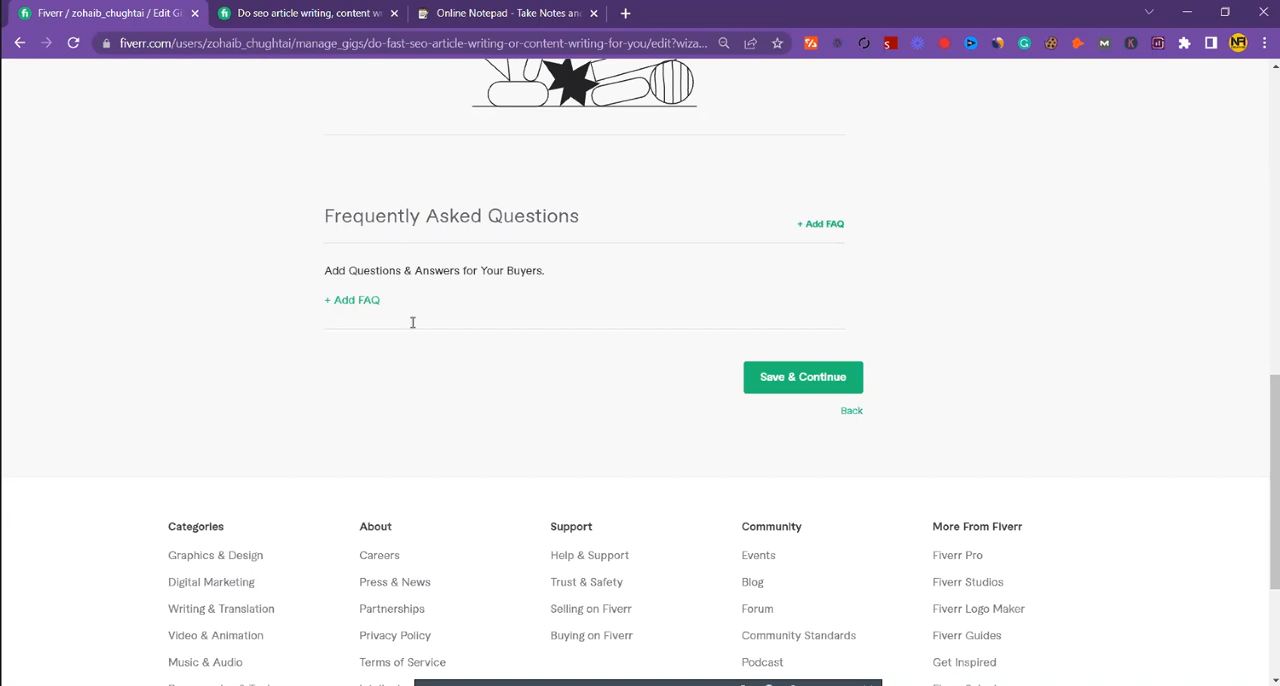 Fiverr / zohaib_chughtai / Edit Gi
Do seo article writing, content w
Online Notepad - Take Notes an
fiverr.com/users/zohaib_chughtai/manage_gigs/do-fast-seo-article-writing-or-content-writing-for-you/edit?wiza...
Frequently Asked Questions
+ Add FAQ
Add Questions & Answers for Your Buyers.
+ Add FAQ
Save & Continue
Back
Categories About Support Community More From Fiverr
Graphics & Design Careers Help & Support Events Fiverr Pro
Digital Marketing Press & News Trust & Safety Blog Fiverr Studios
Writing & Translation Partnerships Selling on Fiverr Forum Fiverr Logo Maker
Video & Animation Privacy Policy Buying on Fiverr Community Standards Fiverr Guides
Music & Audio Terms of Service Podcast Get Inspired